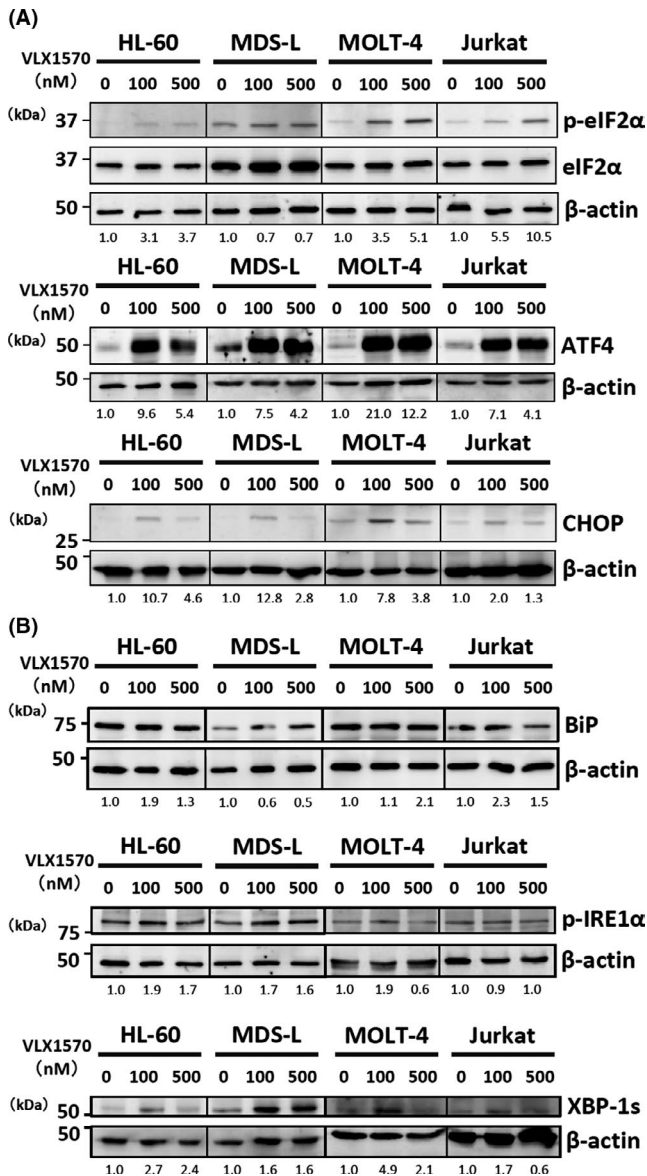 (A)
HL-60 MDS-L MOLT-4 Jurkat
VLX1570
(nM) 0 100 500 0 100 500 0 100 500 0 100 500
(kDa) 37 p-eIF2α
37 eIF2α
50 β-actin
1.0 3.1 3.7 1.0 0.7 0.7 1.0 3.5 5.1 1.0 5.5 10.5
HL-60 MDS-L MOLT-4 Jurkat
VLX1570
(nM) 0 100 500 0 100 500 0 100 500 0 100 500
(kDa) 50 ATF4
50 β-actin
1.0 9.6 5.4 1.0 7.5 4.2 1.0 21.0 12.2 1.0 7.1 4.1
HL-60 MDS-L MOLT-4 Jurkat
VLX1570
(nM) 0 100 500 0 100 500 0 100 500 0 100 500
(kDa) CHOP
25
50 β-actin
1.0 10.7 4.6 1.0 12.8 2.8 1.0 7.8 3.8 1.0 2.0 1.3
(B)
HL-60 MDS-L MOLT-4 Jurkat
VLX1570
(nM) 0 100 500 0 100 500 0 100 500 0 100 500
(kDa) 75 BiP
50 β-actin
1.0 1.9 1.3 1.0 0.6 0.5 1.0 1.1 2.1 1.0 2.3 1.5
HL-60 MDS-L MOLT-4 Jurkat
VLX1570
(nM) 0 100 500 0 100 500 0 100 500 0 100 500
(kDa) p-IRE1α
75
50 β-actin
1.0 1.9 1.7 1.0 1.7 1.6 1.0 1.9 0.6 1.0 0.9 1.0
HL-60 MDS-L MOLT-4 Jurkat
VLX1570
(nM) 0 100 500 0 100 500 0 100 500 0 100 500
(kDa) 50 XBP-1s
50 β-actin
1.0 2.7 2.4 1.0 1.6 1.6 1.0 4.9 2.1 1.0 1.7 0.6